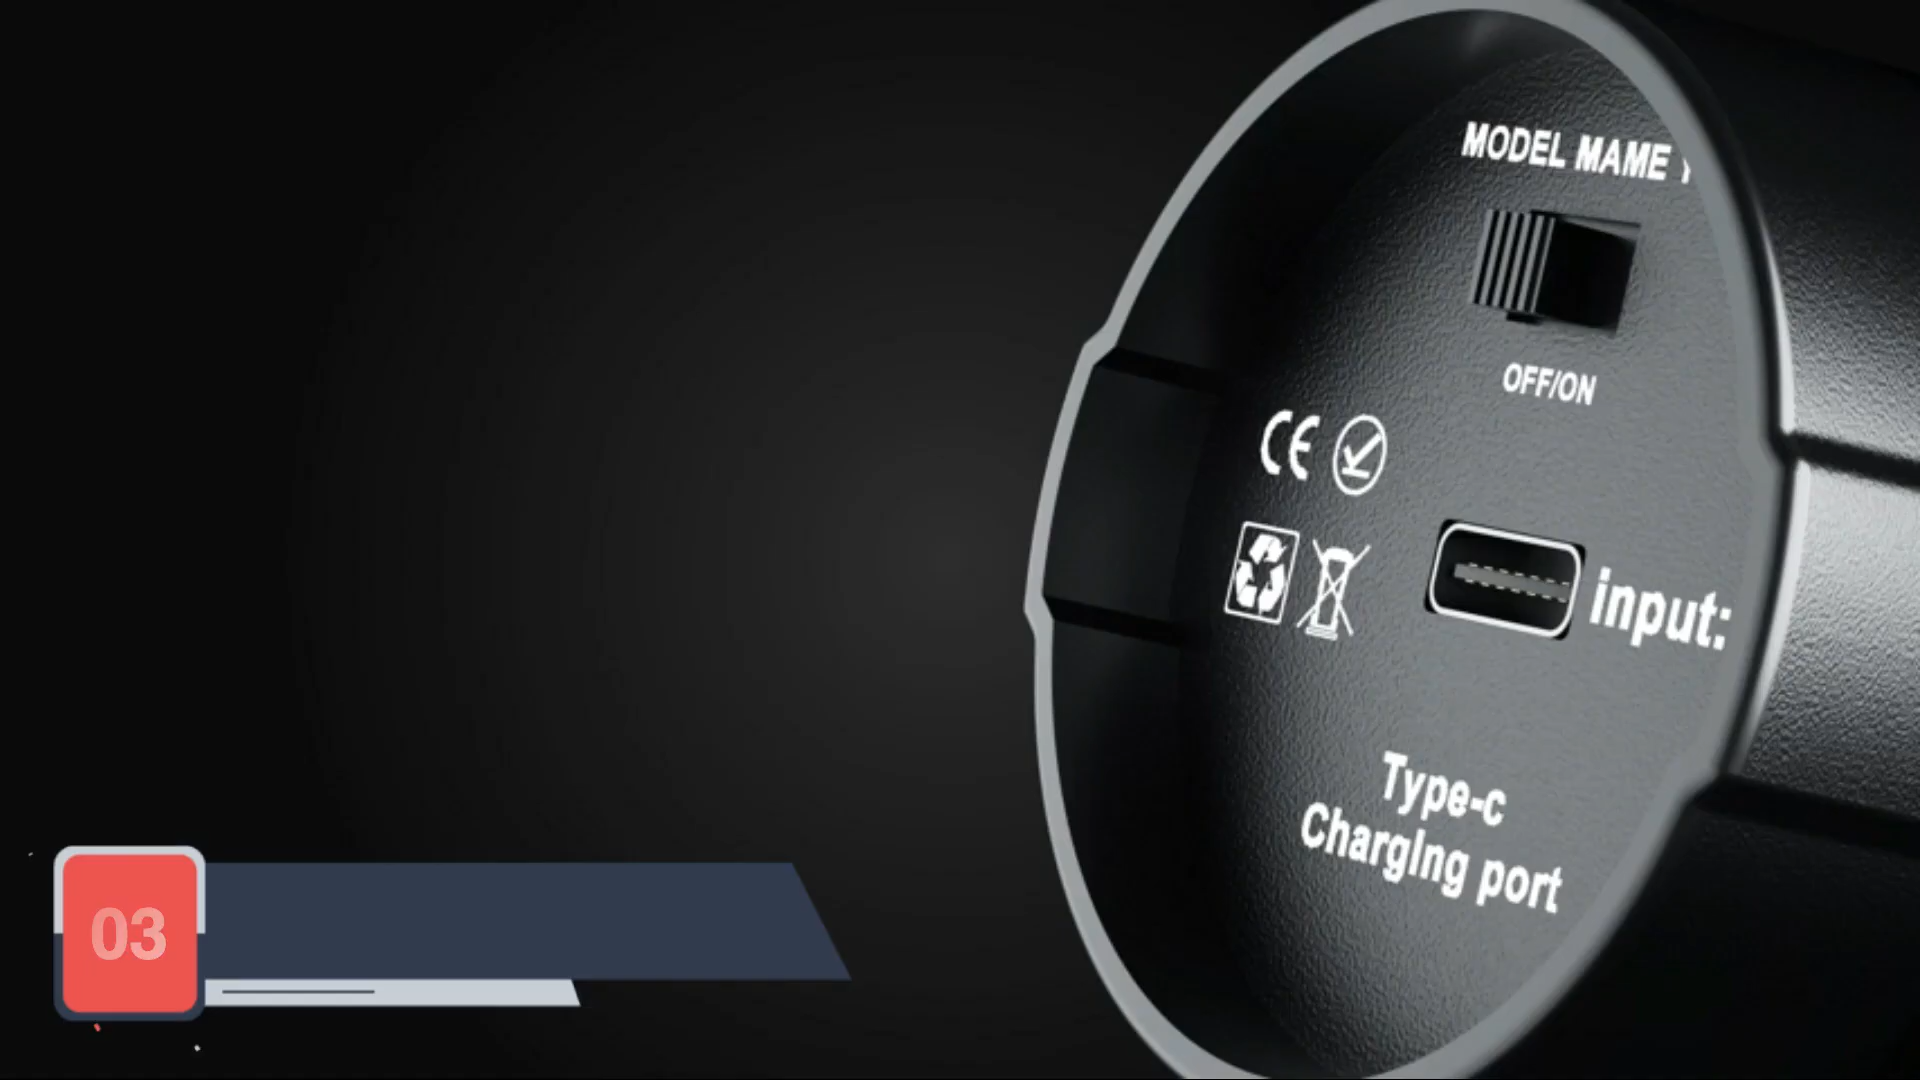 MODEL MAME
OFF/ON
CE
input:
Type-c
Charging port
03